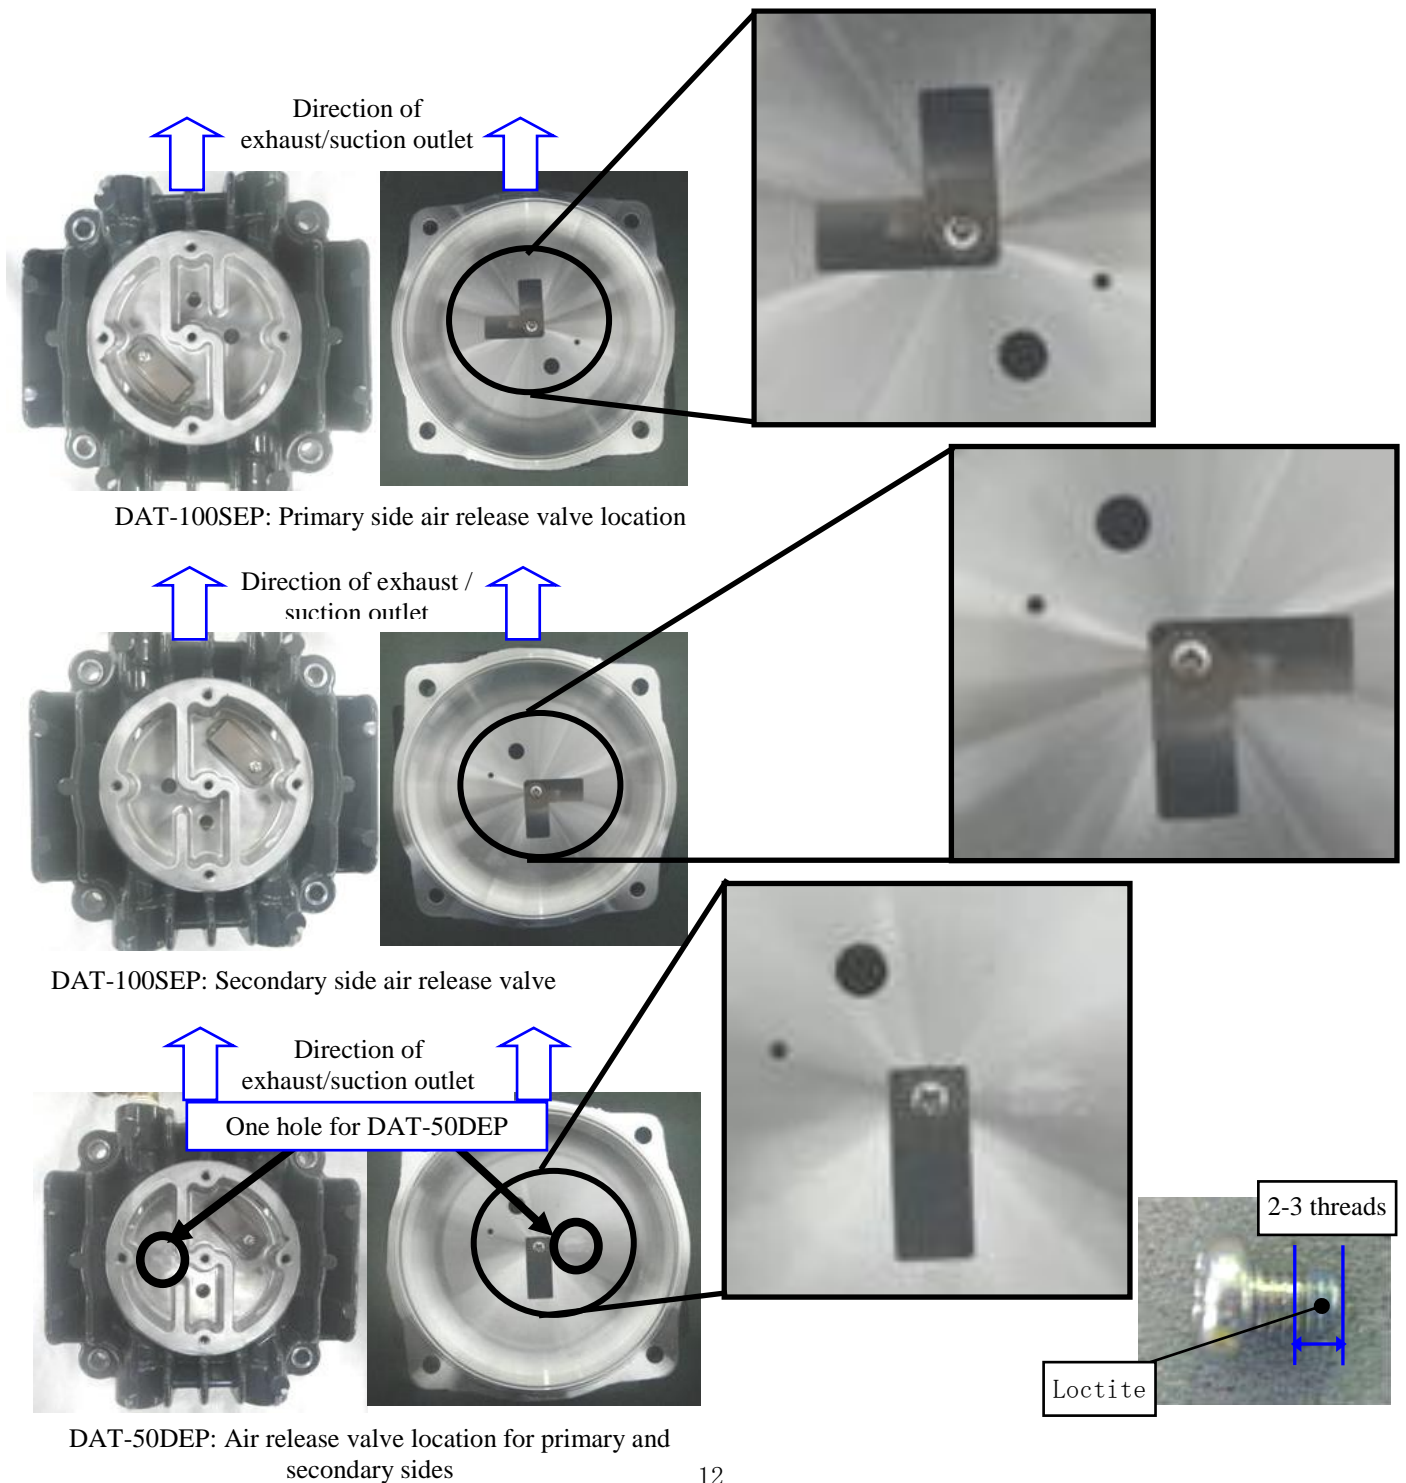 Direction of
exhaust/suction outlet
DAT-100SEP: Primary side air release valve location
Direction of exhaust /
suction outlet
DAT-100SEP: Secondary side air release valve
Direction of
exhaust/suction outlet
One hole for DAT-50DEP
2-3 threads
Loctite
DAT-50DEP: Air release valve location for primary and
secondary sides
12